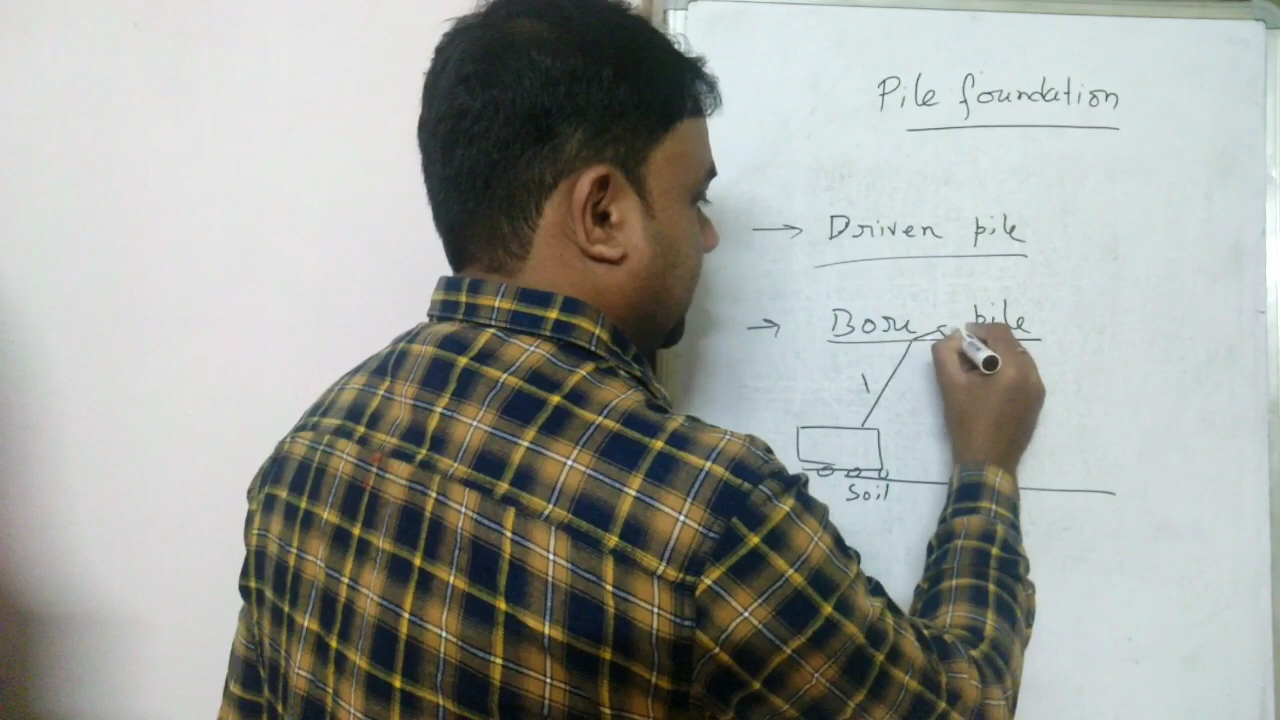 Pile foundation
→ Driven pile
→ Bore pile
Soil